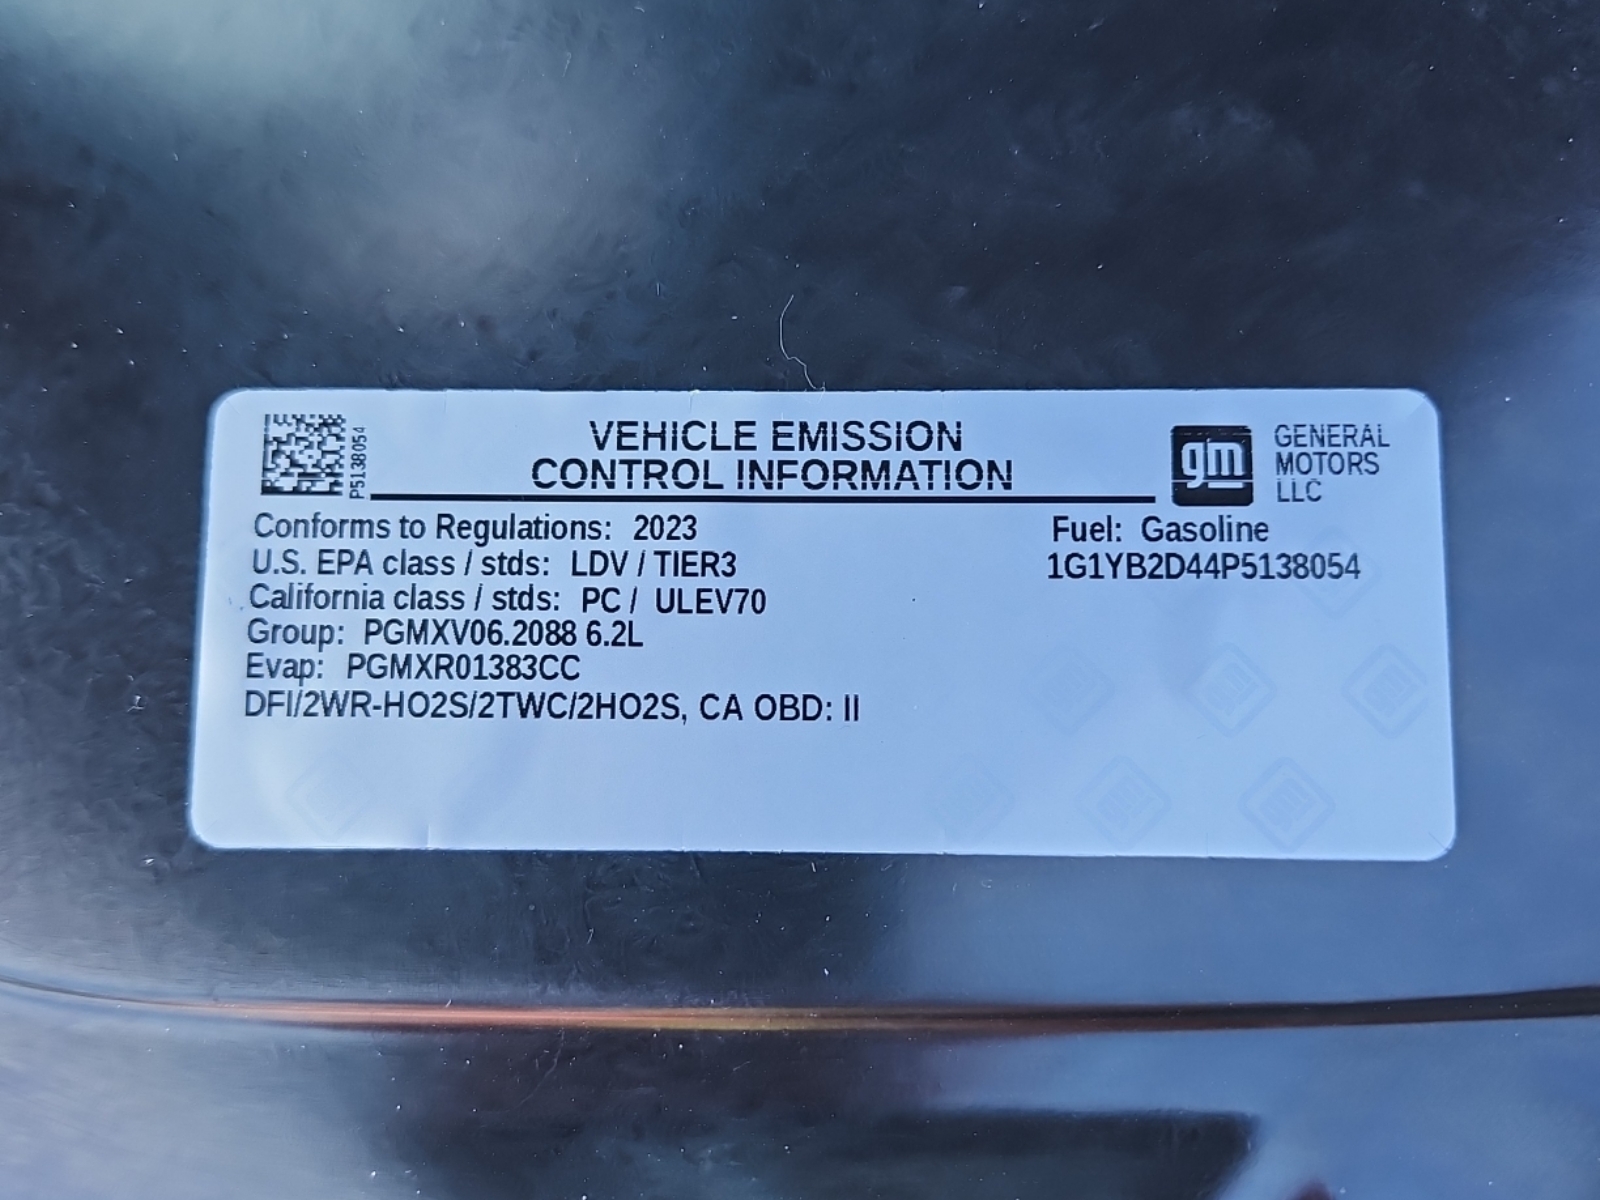 P5138054
VEHICLE EMISSION
CONTROL INFORMATION
gm
GENERAL
MOTORS
LLC
Conforms to Regulations: 2023
U.S. EPA class / stds: LDV / TIER3
California class / stds: PC / ULEV70
Group: PGMXV06.2088 6.2L
Evap: PGMXR01383CC
DFI/2WR-HO2S/2TWC/2HO2S, CA OBD: II
Fuel: Gasoline
1G1YB2D44P5138054